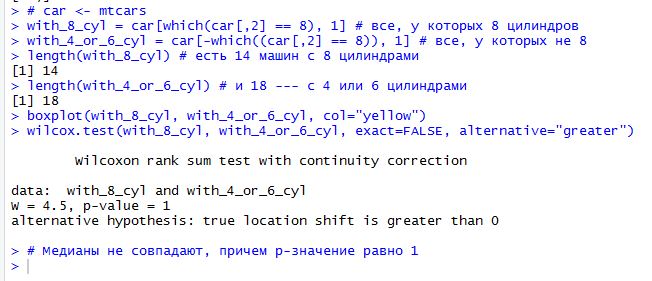 > # car <- mtcars
> with_8_cyl = car[which(car[,2] == 8), 1] # все, у которых 8 цилиндров
> with_4_or_6_cyl = car[-which((car[,2] == 8)), 1] # все, у которых не 8
> length(with_8_cyl) # есть 14 машин с 8 цилиндрами
[1] 14
> length(with_4_or_6_cyl) # и 18 --- с 4 или 6 цилиндрами
[1] 18
> boxplot(with_8_cyl, with_4_or_6_cyl, col="yellow")
> wilcox.test(with_8_cyl, with_4_or_6_cyl, exact=FALSE, alternative="greater")
Wilcoxon rank sum test with continuity correction
data:  with_8_cyl and with_4_or_6_cyl
W = 4.5, p-value = 1
alternative hypothesis: true location shift is greater than 0
> # Медианы не совпадают, причем p-значение равно 1
>